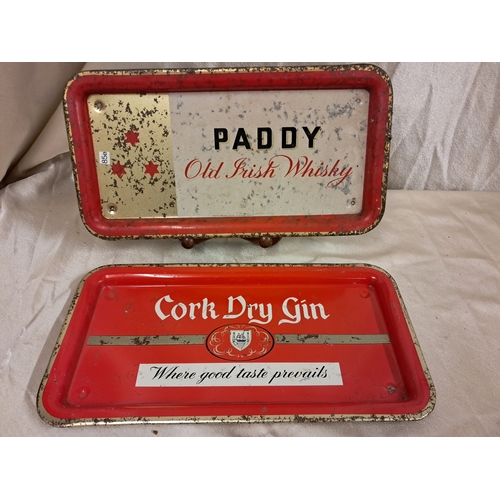 PADDY
Old Irish Whisky
Cork Dry Gin
Where good taste prevails